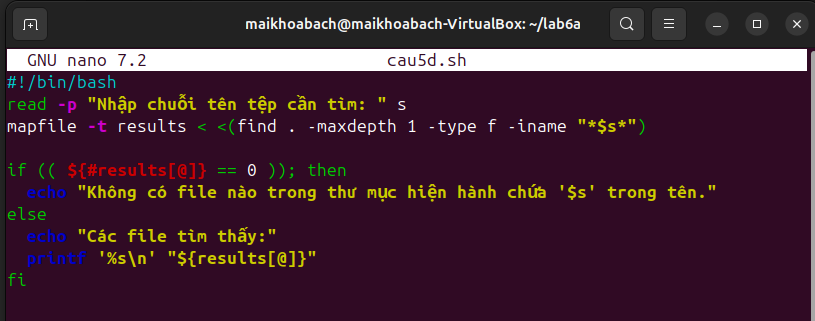 maikhoabach@maikhoabach-VirtualBox: ~/lab6a
GNU nano 7.2 cau5d.sh
#!/bin/bash
read -p "Nhập chuỗi tên tệp cần tìm: " s
mapfile -t results < <(find . -maxdepth 1 -type f -iname "*$s*")
if (( ${#results[@]} == 0 )); then
  echo "Không có file nào trong thư mục hiện hành chứa '$s' trong tên."
else
  echo "Các file tìm thấy:"
  printf '%s\n' "${results[@]}"
fi